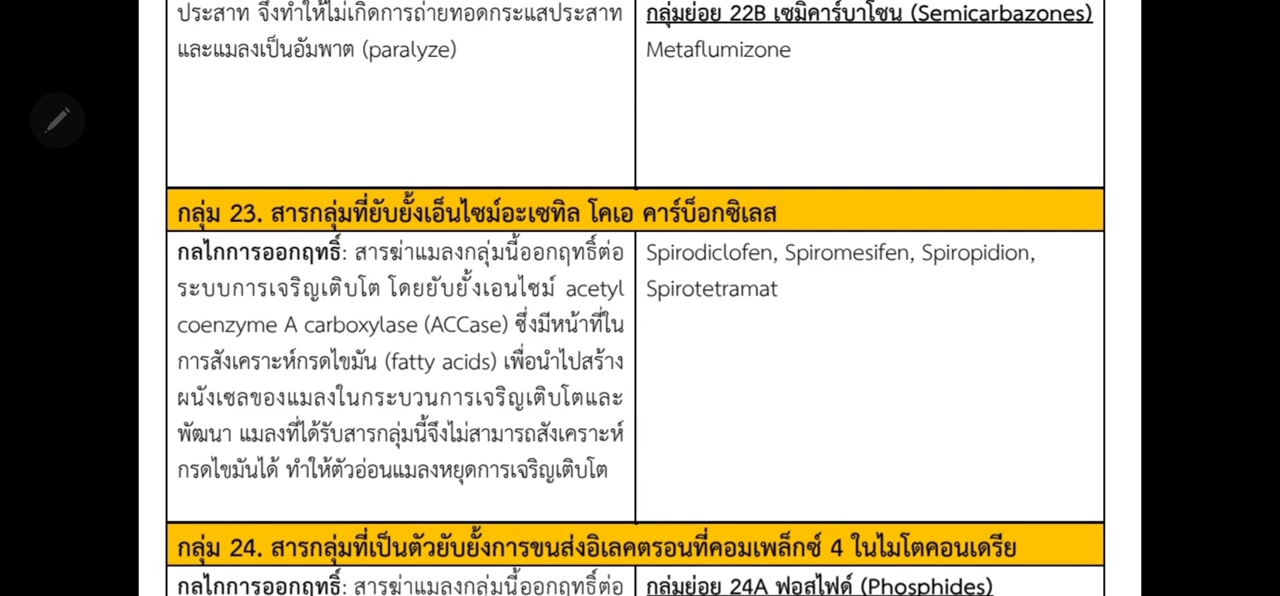 ประสาท จึงทำให้ไม่เกิดการถ่ายทอดกระแสประสาท
และแมลงเป็นอัมพาต (paralyze)
กลุ่มย่อย 22B เซมิคาร์บาโซน (Semicarbazones)
Metaflumizone
กลุ่ม 23. สารกลุ่มที่ยับยั้งเอ็นไซม์อะเซทิล โคเอ คาร์บ็อกซิเลส
กลไกการออกฤทธิ์: สารฆ่าแมลงกลุ่มนี้ออกฤทธิ์ต่อ
ระบบการเจริญเติบโต โดยยับยั้งเอนไซม์ acetyl
coenzyme A carboxylase (ACCase) ซึ่งมีหน้าที่ใน
การสังเคราะห์กรดไขมัน (fatty acids) เพื่อนำไปสร้าง
ผนังเซลของแมลงในกระบวนการเจริญเติบโตและ
พัฒนา แมลงที่ได้รับสารกลุ่มนี้จึงไม่สามารถสังเคราะห์
กรดไขมันได้ ทำให้ตัวอ่อนแมลงหยุดการเจริญเติบโต
Spirodiclofen, Spiromesifen, Spiropidion,
Spirotetramat
กลุ่ม 24. สารกลุ่มที่เป็นตัวยับยั้งการขนส่งอิเลคตรอนที่คอมเพล็กซ์ 4 ในไมโตคอนเดรีย
กลไกการออกฤทธิ์: สารฆ่าแมลงกลุ่มนี้ออกฤทธิ์ต่อ
กลุ่มย่อย 24A ฟอสไฟด์ (Phosphides)